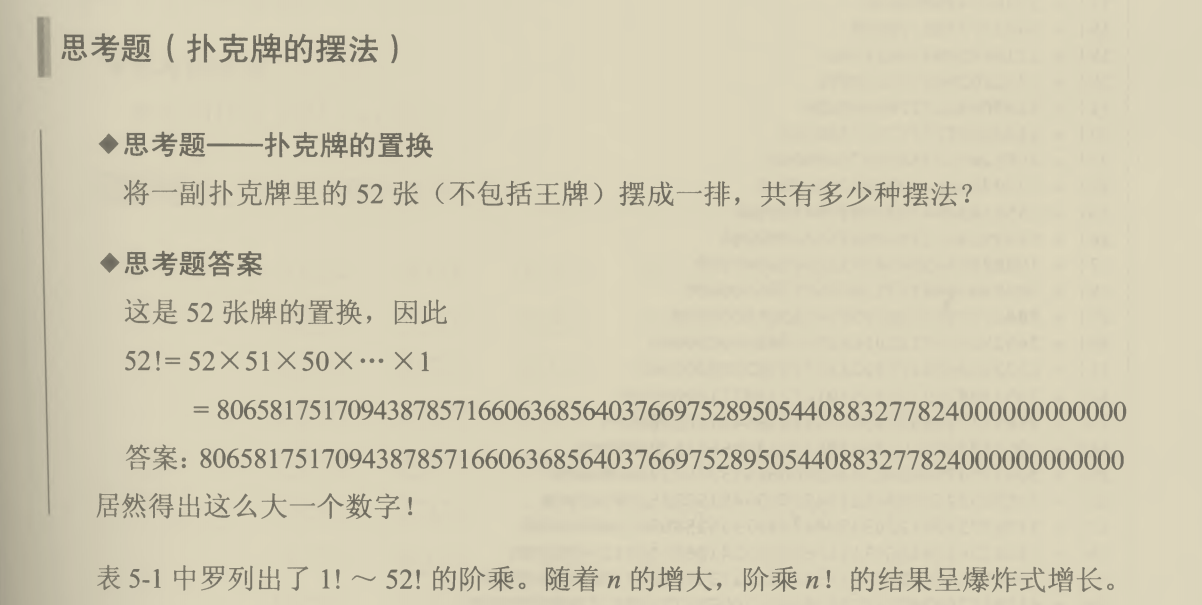 思考题（扑克牌的摆法）
◆思考题——扑克牌的置换
将一副扑克牌里的 52 张（不包括王牌）摆成一排，共有多少种摆法？
◆思考题答案
这是 52 张牌的置换，因此
52!= 52×51×50×⋯ ×1
= 80658175170943878571660636856403766975289505440883277824000000000000
答案：80658175170943878571660636856403766975289505440883277824000000000000
居然得出这么大一个数字！
表 5-1 中罗列出了 1! ～ 52! 的阶乘。随着 n 的增大，阶乘 n! 的结果呈爆炸式增长。